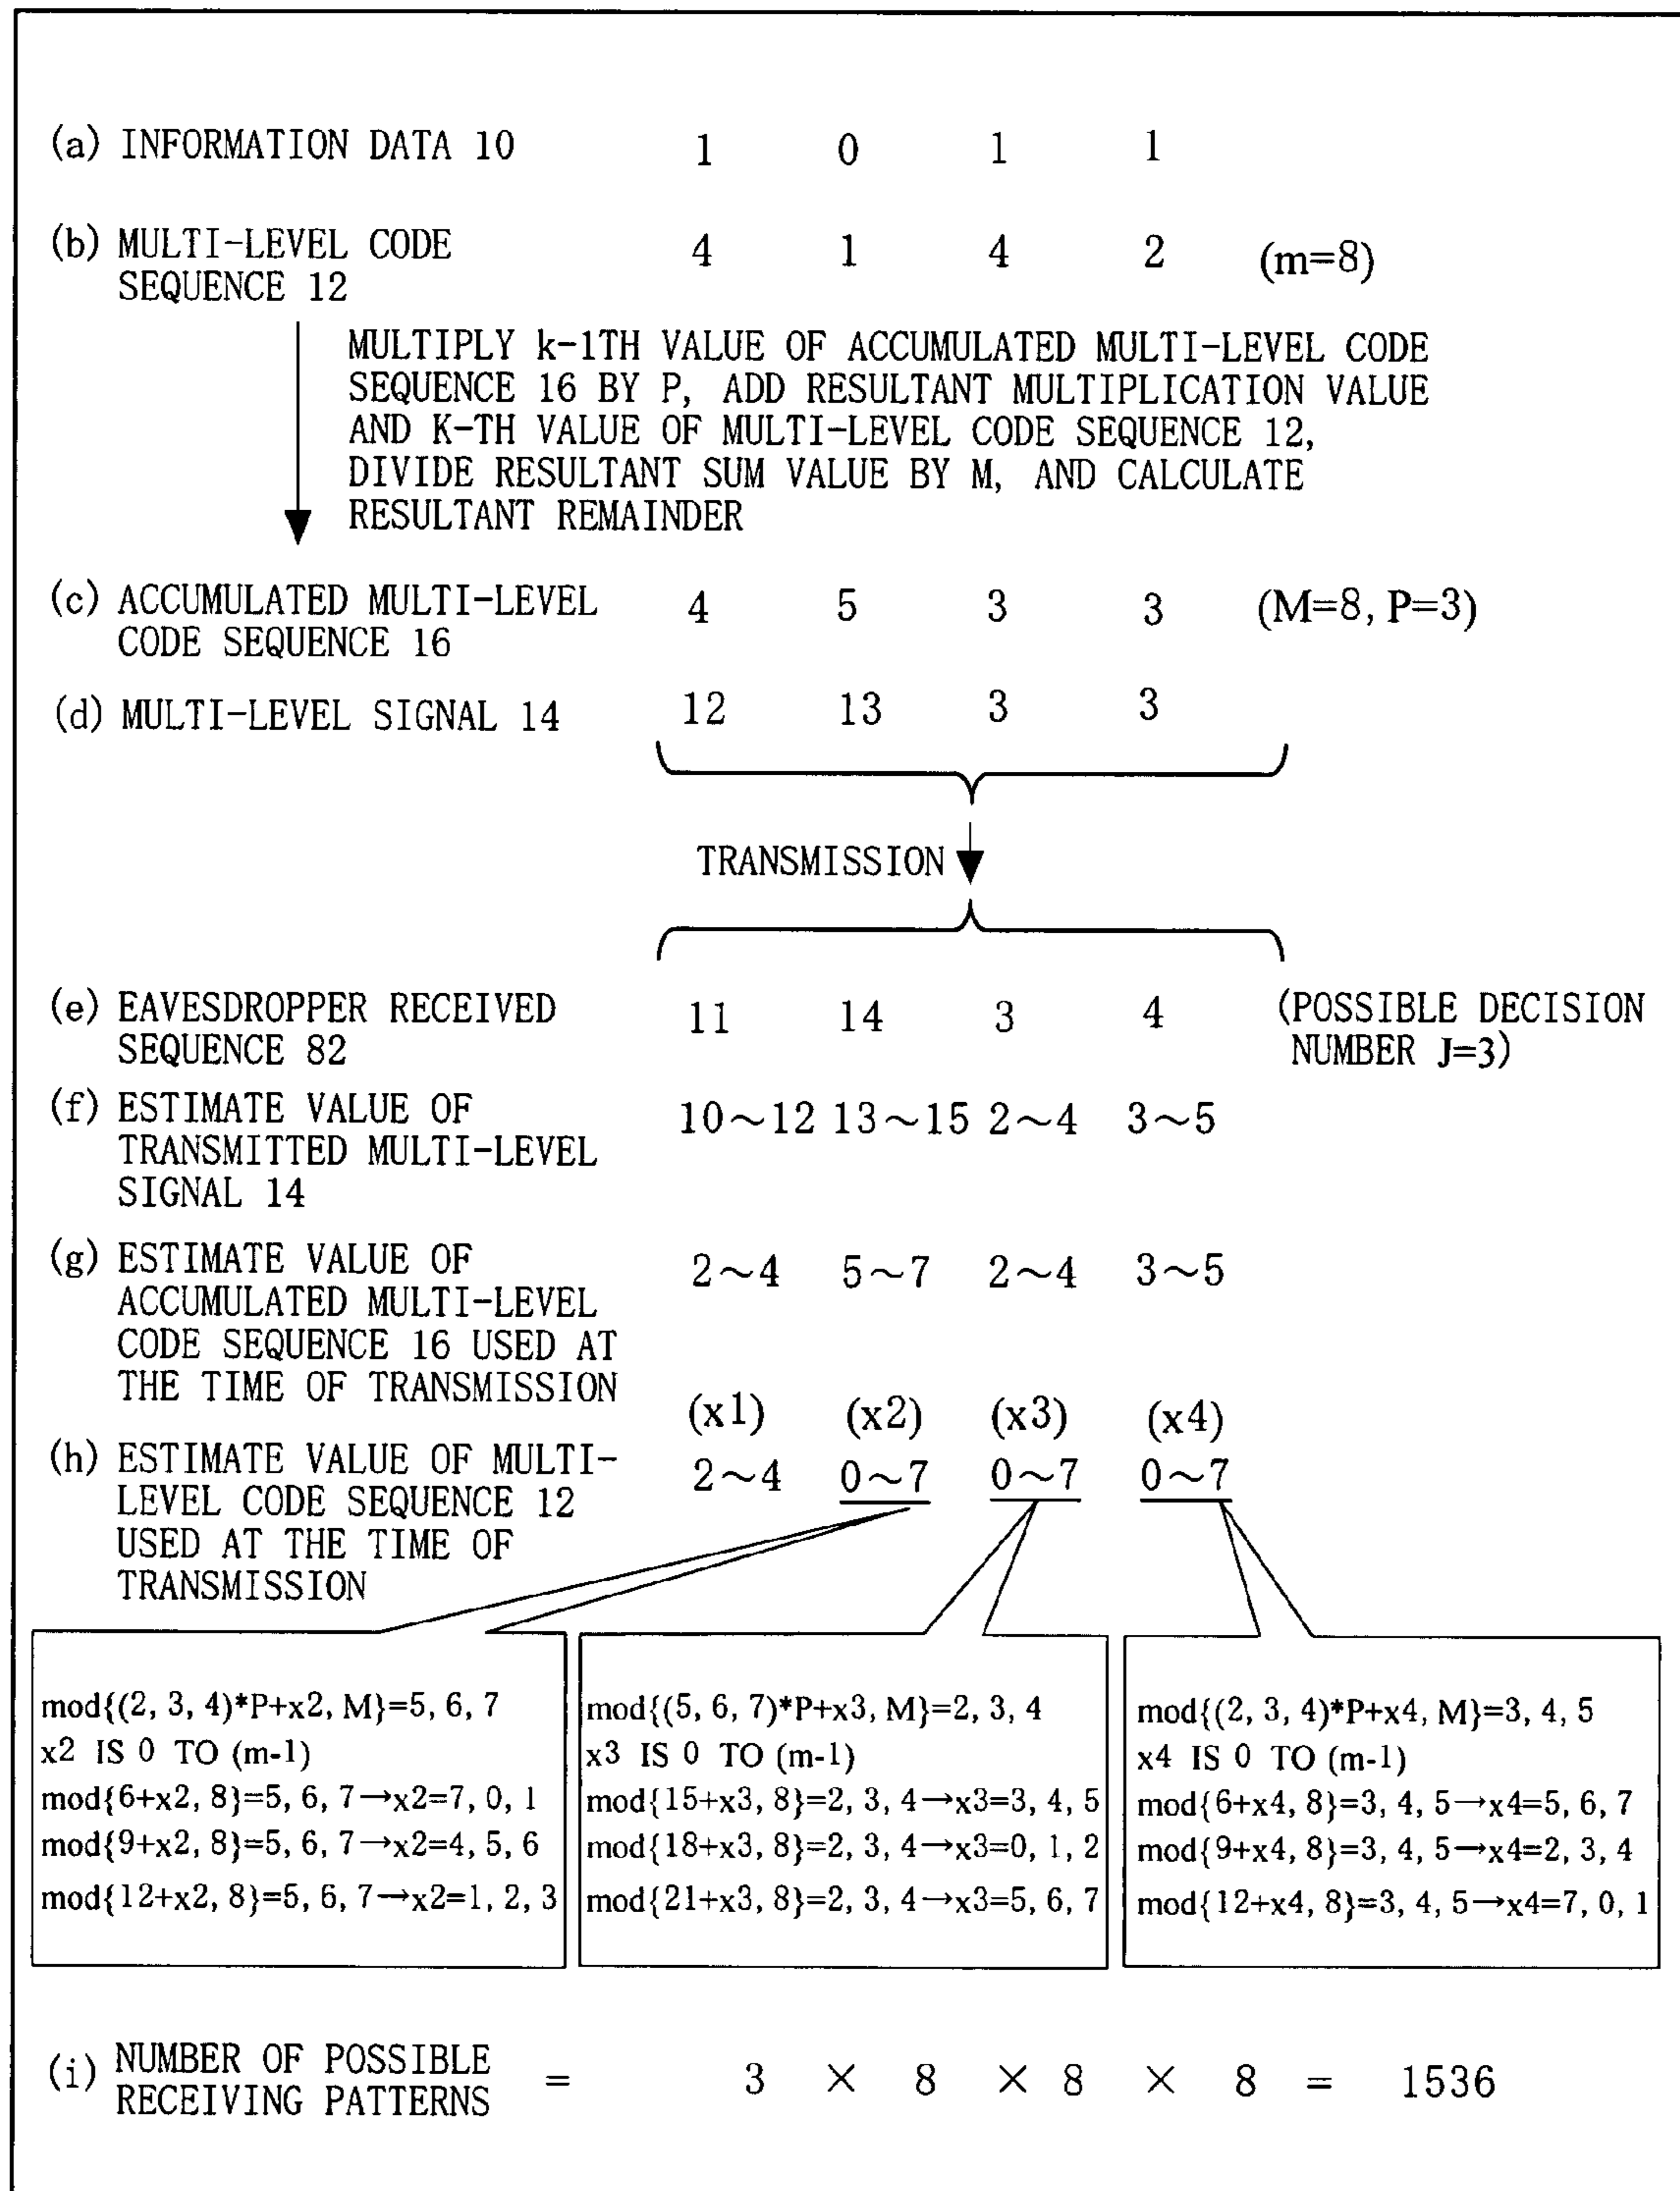 (a) INFORMATION DATA 10 1 0 1 1
(b) MULTI-LEVEL CODE 4 1 4 2 (m=8)
SEQUENCE 12
MULTIPLY k-1TH VALUE OF ACCUMULATED MULTI-LEVEL CODE
SEQUENCE 16 BY P, ADD RESULTANT MULTIPLICATION VALUE
AND K-TH VALUE OF MULTI-LEVEL CODE SEQUENCE 12,
DIVIDE RESULTANT SUM VALUE BY M, AND CALCULATE
RESULTANT REMAINDER
(c) ACCUMULATED MULTI-LEVEL 4 5 3 3 (M=8, P=3)
CODE SEQUENCE 16
(d) MULTI-LEVEL SIGNAL 14 12 13 3 3
TRANSMISSION
(e) EAVESDROPPER RECEIVED 11 14 3 4 (POSSIBLE DECISION
SEQUENCE 82 NUMBER J=3)
(f) ESTIMATE VALUE OF 10～12 13～15 2～4 3～5
TRANSMITTED MULTI-LEVEL
SIGNAL 14
(g) ESTIMATE VALUE OF 2～4 5～7 2～4 3～5
ACCUMULATED MULTI-LEVEL
CODE SEQUENCE 16 USED AT
THE TIME OF TRANSMISSION
(x1) (x2) (x3) (x4)
(h) ESTIMATE VALUE OF MULTI- 2～4 0～7 0～7 0～7
LEVEL CODE SEQUENCE 12
USED AT THE TIME OF
TRANSMISSION
mod{(2, 3, 4)*P+x2, M}=5, 6, 7
x2 IS 0 TO (m-1)
mod{6+x2, 8}=5, 6, 7→x2=7, 0, 1
mod{9+x2, 8}=5, 6, 7→x2=4, 5, 6
mod{12+x2, 8}=5, 6, 7→x2=1, 2, 3
mod{(5, 6, 7)*P+x3, M}=2, 3, 4
x3 IS 0 TO (m-1)
mod{15+x3, 8}=2, 3, 4→x3=3, 4, 5
mod{18+x3, 8}=2, 3, 4→x3=0, 1, 2
mod{21+x3, 8}=2, 3, 4→x3=5, 6, 7
mod{(2, 3, 4)*P+x4, M}=3, 4, 5
x4 IS 0 TO (m-1)
mod{6+x4, 8}=3, 4, 5→x4=5, 6, 7
mod{9+x4, 8}=3, 4, 5→x4=2, 3, 4
mod{12+x4, 8}=3, 4, 5→x4=7, 0, 1
(i) NUMBER OF POSSIBLE = 3 × 8 × 8 × 8 = 1536
RECEIVING PATTERNS